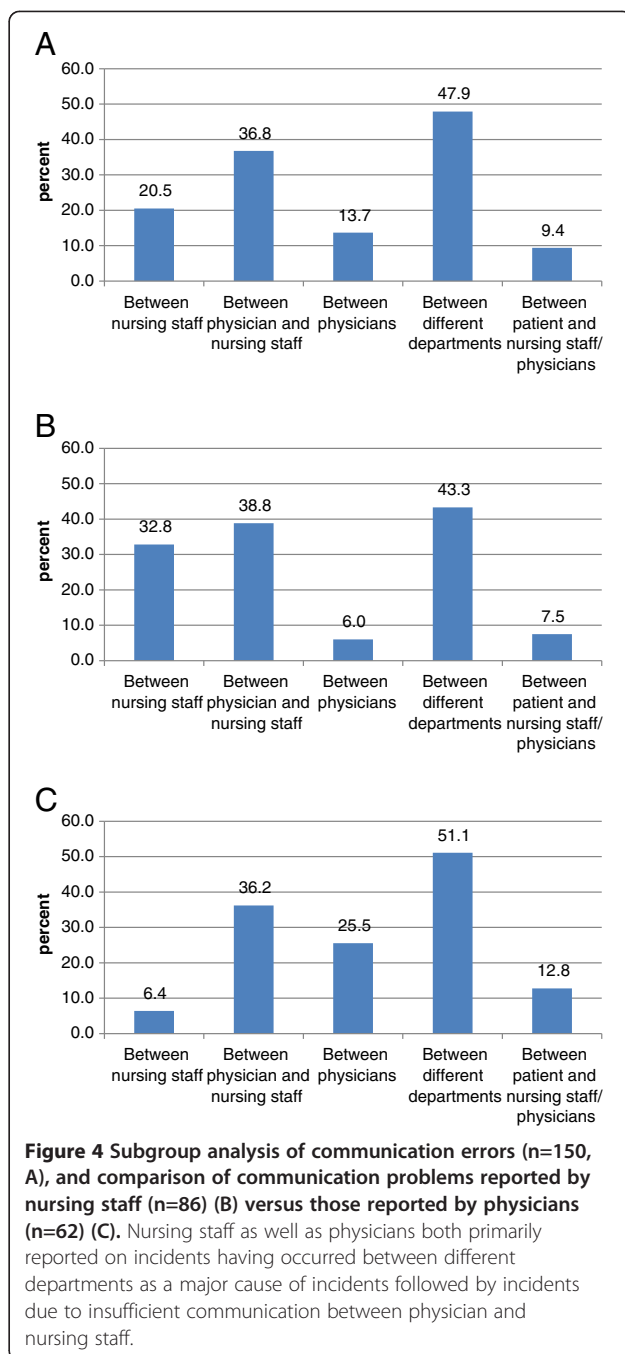 A
60.0
50.0
40.0
30.0
20.0
10.0
0.0
percent
20.5
36.8
13.7
47.9
9.4
Between nursing staff
Between physician and nursing staff
Between physicians
Between different departments
Between patient and nursing staff/ physicians
B
60.0
50.0
40.0
30.0
20.0
10.0
0.0
percent
32.8
38.8
6.0
43.3
7.5
Between nursing staff
Between physician and nursing staff
Between physicians
Between different departments
Between patient and nursing staff/ physicians
C
60.0
50.0
40.0
30.0
20.0
10.0
0.0
percent
6.4
36.2
25.5
51.1
12.8
Between nursing staff
Between physician and nursing staff
Between physicians
Between different departments
Between patient and nursing staff/ physicians
Figure 4 Subgroup analysis of communication errors (n=150,
A), and comparison of communication problems reported by
nursing staff (n=86) (B) versus those reported by physicians
(n=62) (C). Nursing staff as well as physicians both primarily
reported on incidents having occurred between different
departments as a major cause of incidents followed by incidents
due to insufficient communication between physician and
nursing staff.